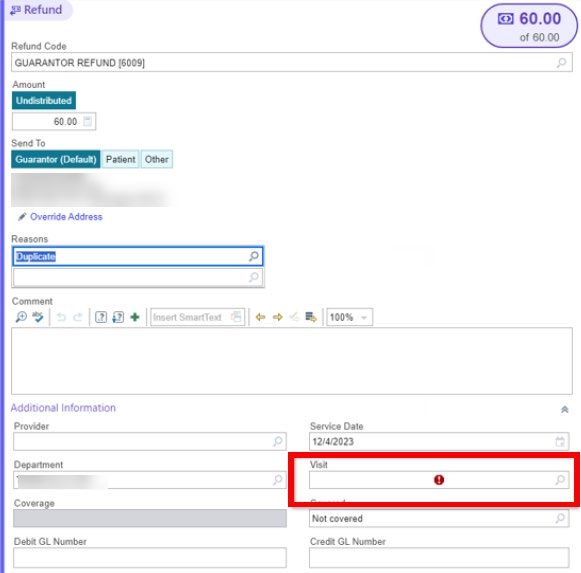 Refund
60.00
of 60.00
Refund Code
GUARANTOR REFUND [6009]
Amount
Undistributed
60.00
Send To
Guarantor (Default) Patient Other
Override Address
Reasons
Duplicate
Comment
Insert SmartText 100%
Additional Information
Provider Service Date
12/4/2023
Department Visit
Coverage
Not covered
Debit GL Number Credit GL Number